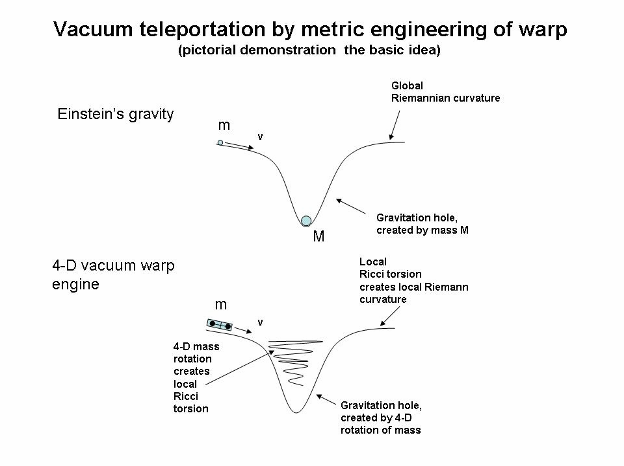 Vacuum teleportation by metric engineering of warp
(pictorial demonstration the basic idea)
Global
Riemannian curvature
Einstein's gravity
m
v
Gravitation hole,
created by mass M
M
4-D vacuum warp
engine
Local
Ricci torsion
creates local Riemann
curvature
m
v
4-D mass
rotation
creates
local
Ricci
torsion
Gravitation hole,
created by 4-D
rotation of mass